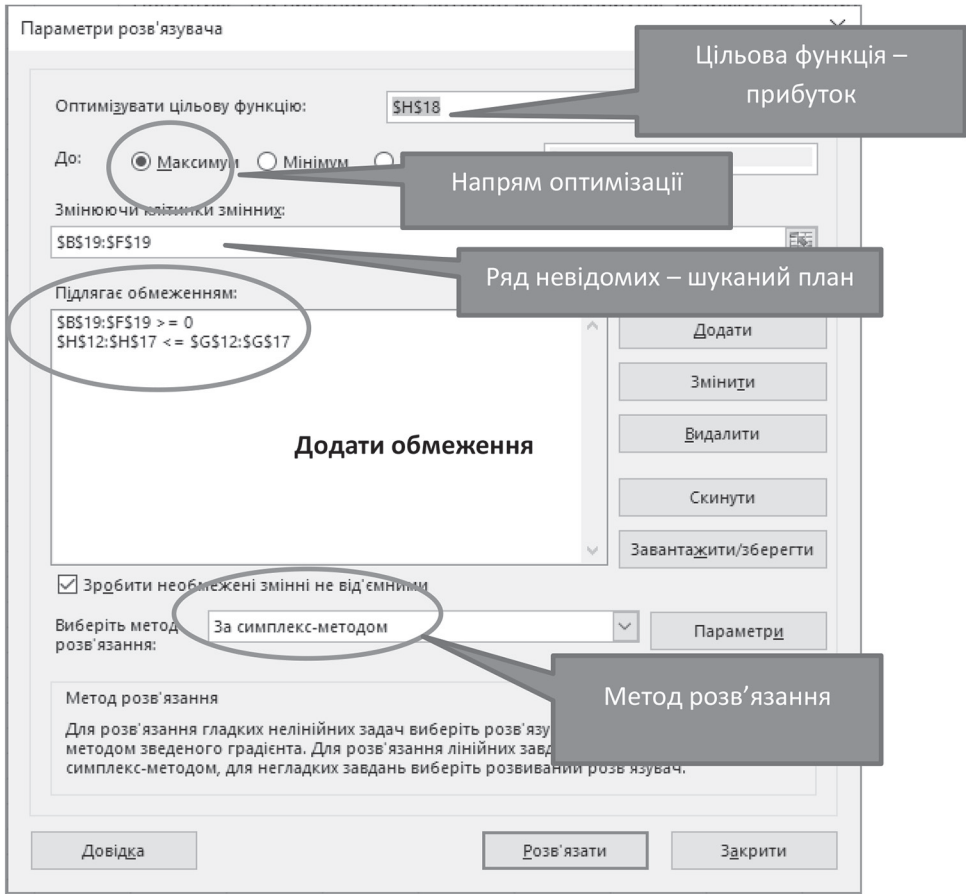 Параметри розв'язувача
Цільова функція –
прибуток
Оптимізувати цільову функцію:
$H$18
До:
Максимум
Мінімум
Напрям оптимізації
Змінюючи клітинки змінних:
$B$19:$F$19
Ряд невідомих – шуканий план
Підлягає обмеженням:
$B$19:$F$19 >= 0
$H$12:$H$17 <= $G$12:$G$17
Додати
Змінити
Додати обмеження
Видалити
Скинути
Завантажити/зберегти
Зробити необмежені змінні не від'ємними
Виберіть метод
розв'язання:
За симплекс-методом
Параметри
Метод розв’язання
Метод розв'язання
Для розв'язання гладких нелінійних задач виберіть
методом зведеного градієнта. Для розв'язання лінійних
симплекс-методом, для негладких завдань виберіть розвиваний розв'язувач.
Довідка
Розв'язати
Закрити